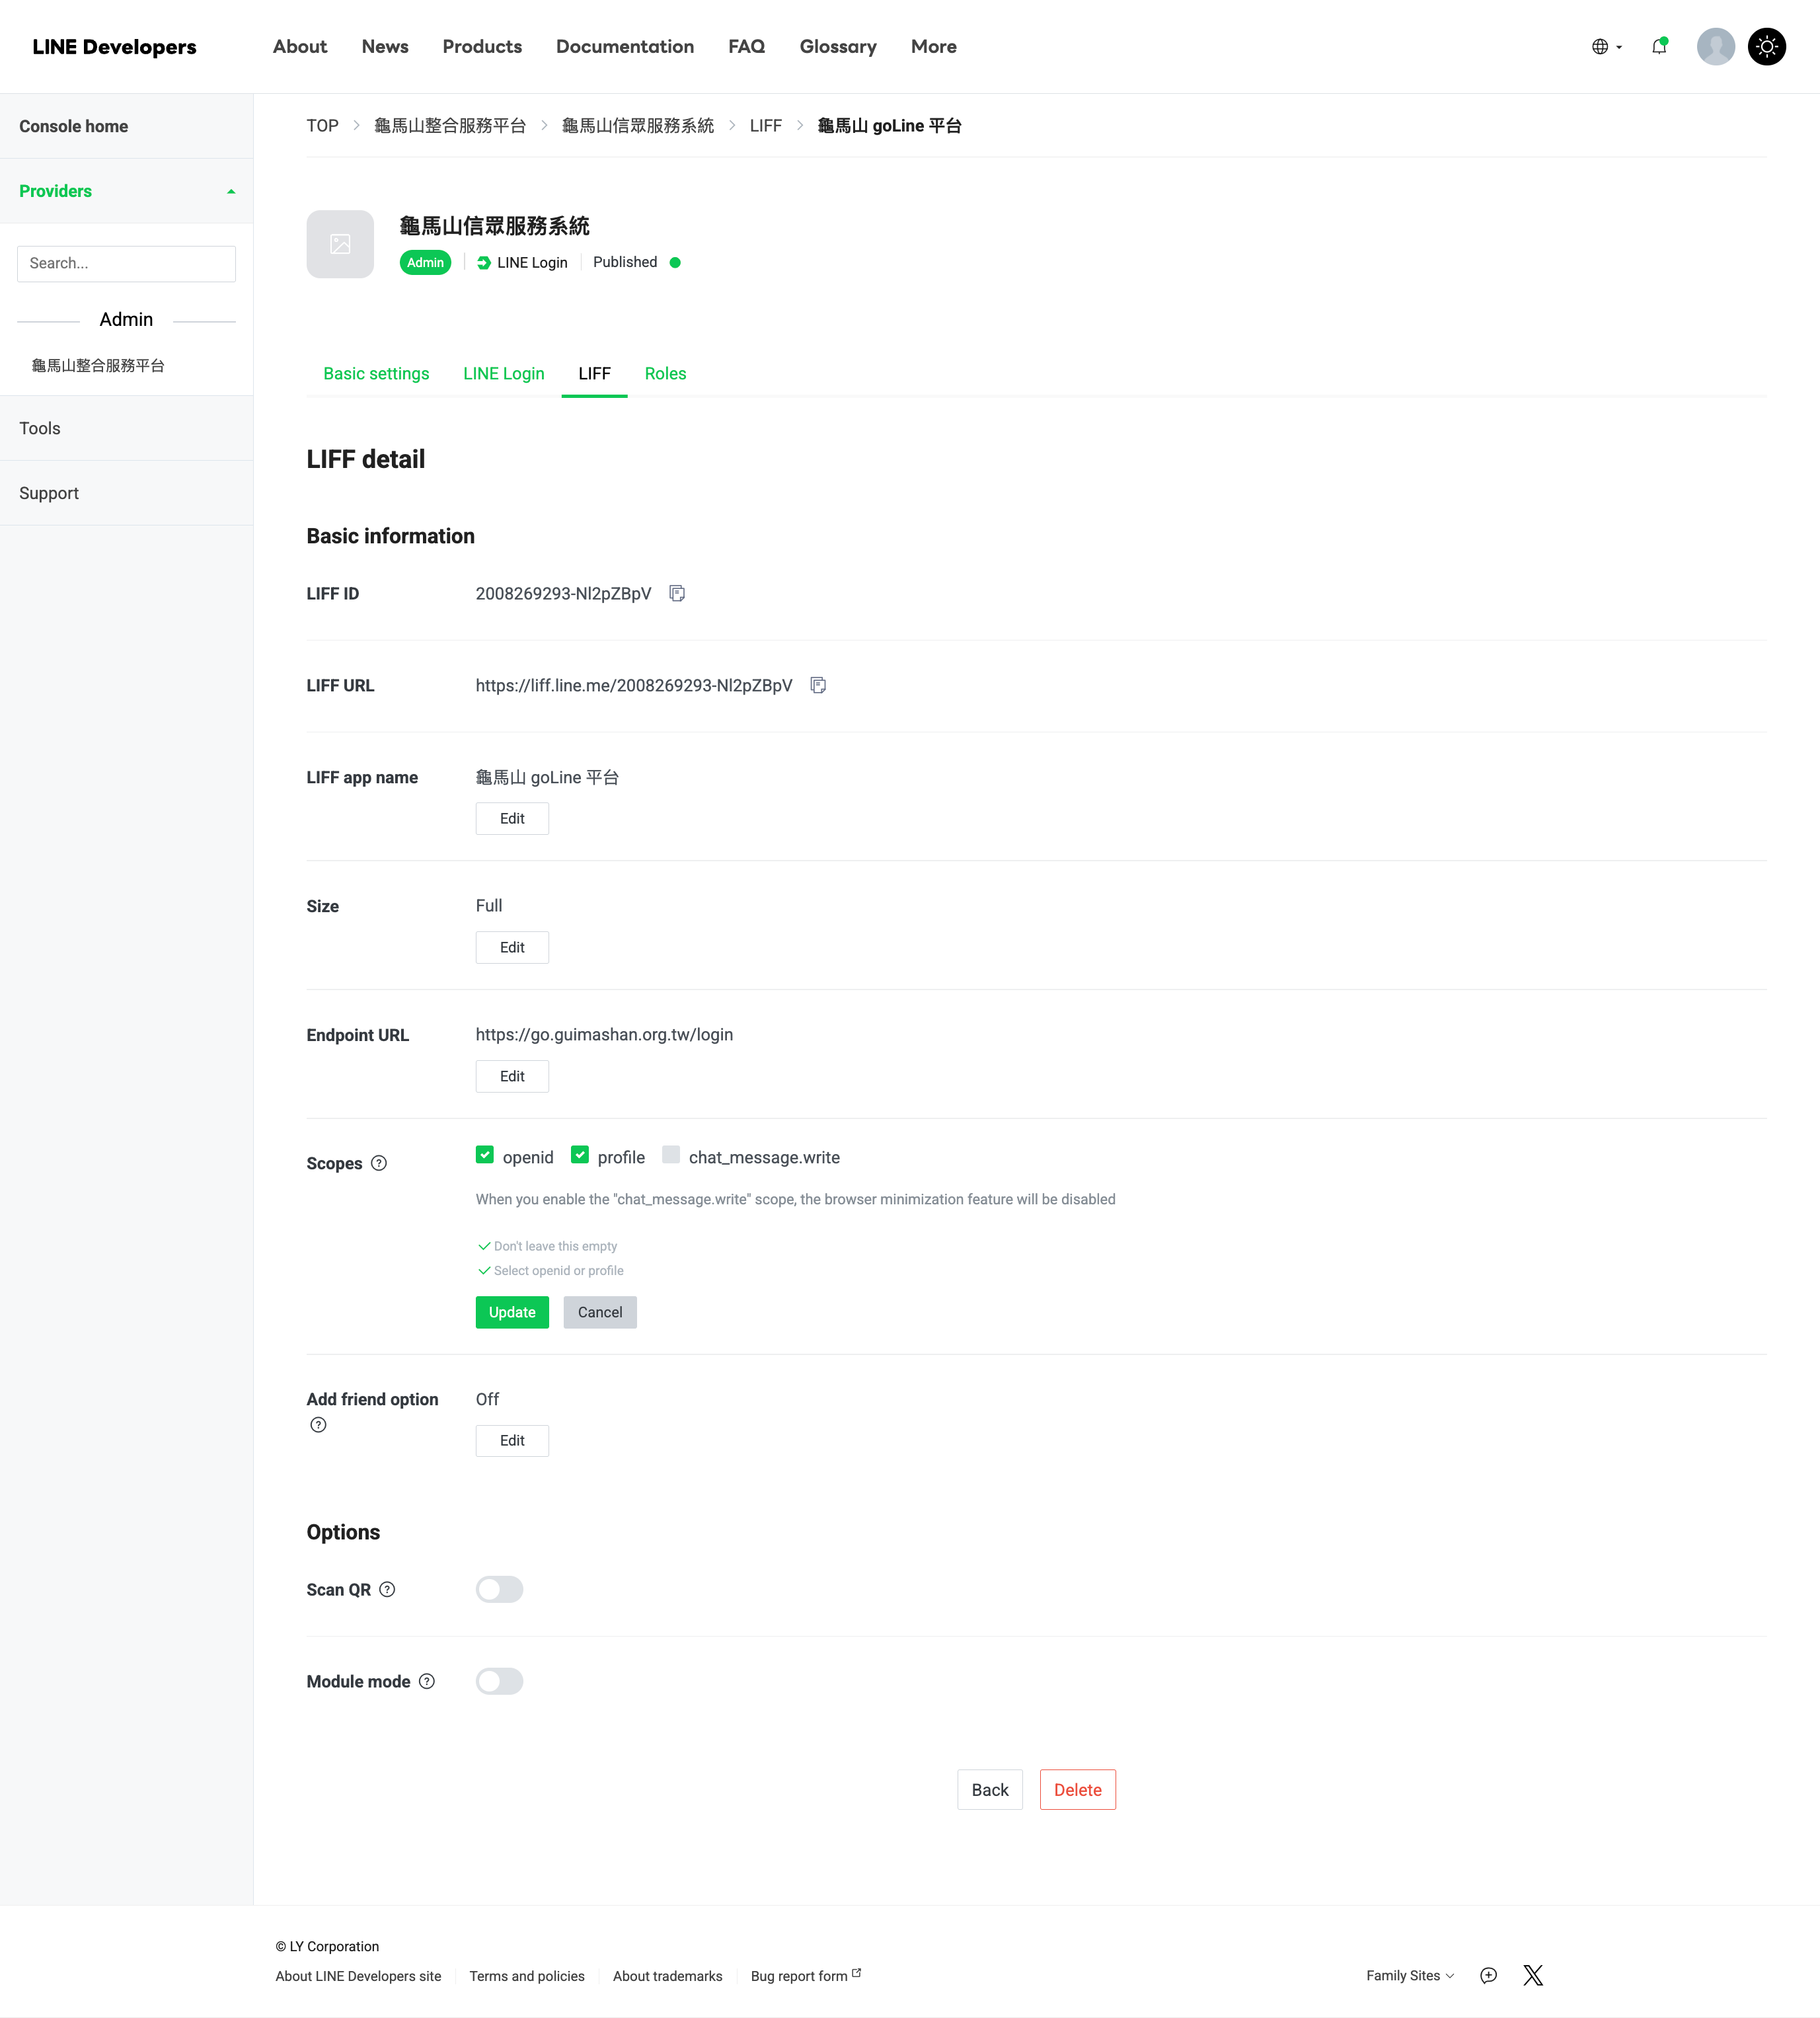 LINE Developers About News Products Documentation FAQ Glossary More
Console home
Providers
Search...
Admin
龜馬山整合服務平台
Tools
Support
TOP > 龜馬山整合服務平台 > 龜馬山信眾服務系統 > LIFF > 龜馬山 goLine 平台
龜馬山信眾服務系統
Admin LINE Login Published
Basic settings LINE Login LIFF Roles
LIFF detail
Basic information
LIFF ID 2008269293-Nl2pZBpV
LIFF URL https://liff.line.me/2008269293-Nl2pZBpV
LIFF app name 龜馬山 goLine 平台
Edit
Size Full
Edit
Endpoint URL https://go.guimashan.org.tw/login
Edit
Scopes openid profile chat_message.write
When you enable the "chat_message.write" scope, the browser minimization feature will be disabled
Don't leave this empty
Select openid or profile
Update Cancel
Add friend option Off
Edit
Options
Scan QR
Module mode
Back Delete
© LY Corporation
About LINE Developers site Terms and policies About trademarks Bug report form Family Sites